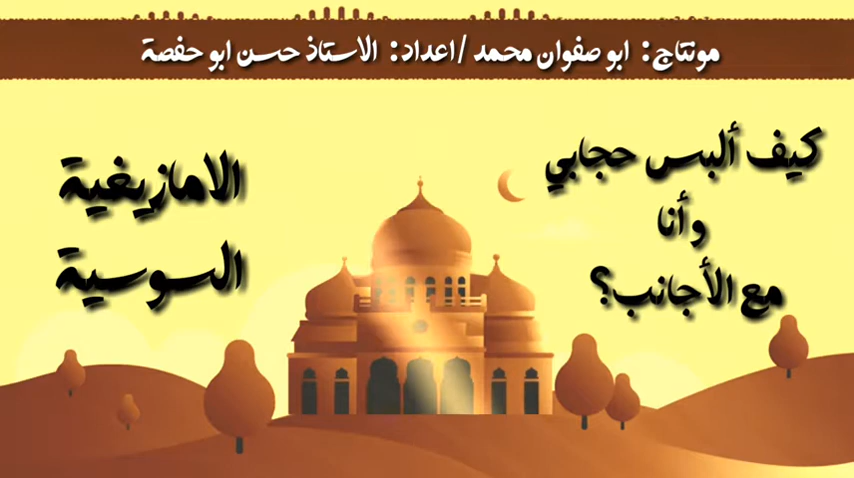 مونتاج: ابو صفوان محمد /اعداد: الاستاذ حسن ابو حفصة
كيف ألبس حجابي
وأنا
مع الأجانب؟
الامازيغية
السوسية